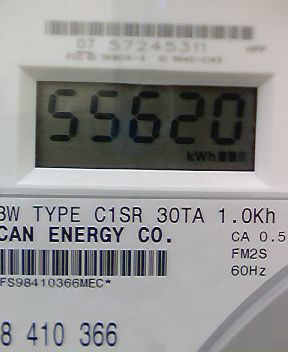 07 57245311
55620
kWh
3W TYPE C1SR 30TA 1.0Kh
CAN ENERGY CO. CA 0.5
FM2S
60Hz
FS98410366MEC*
8 410 366